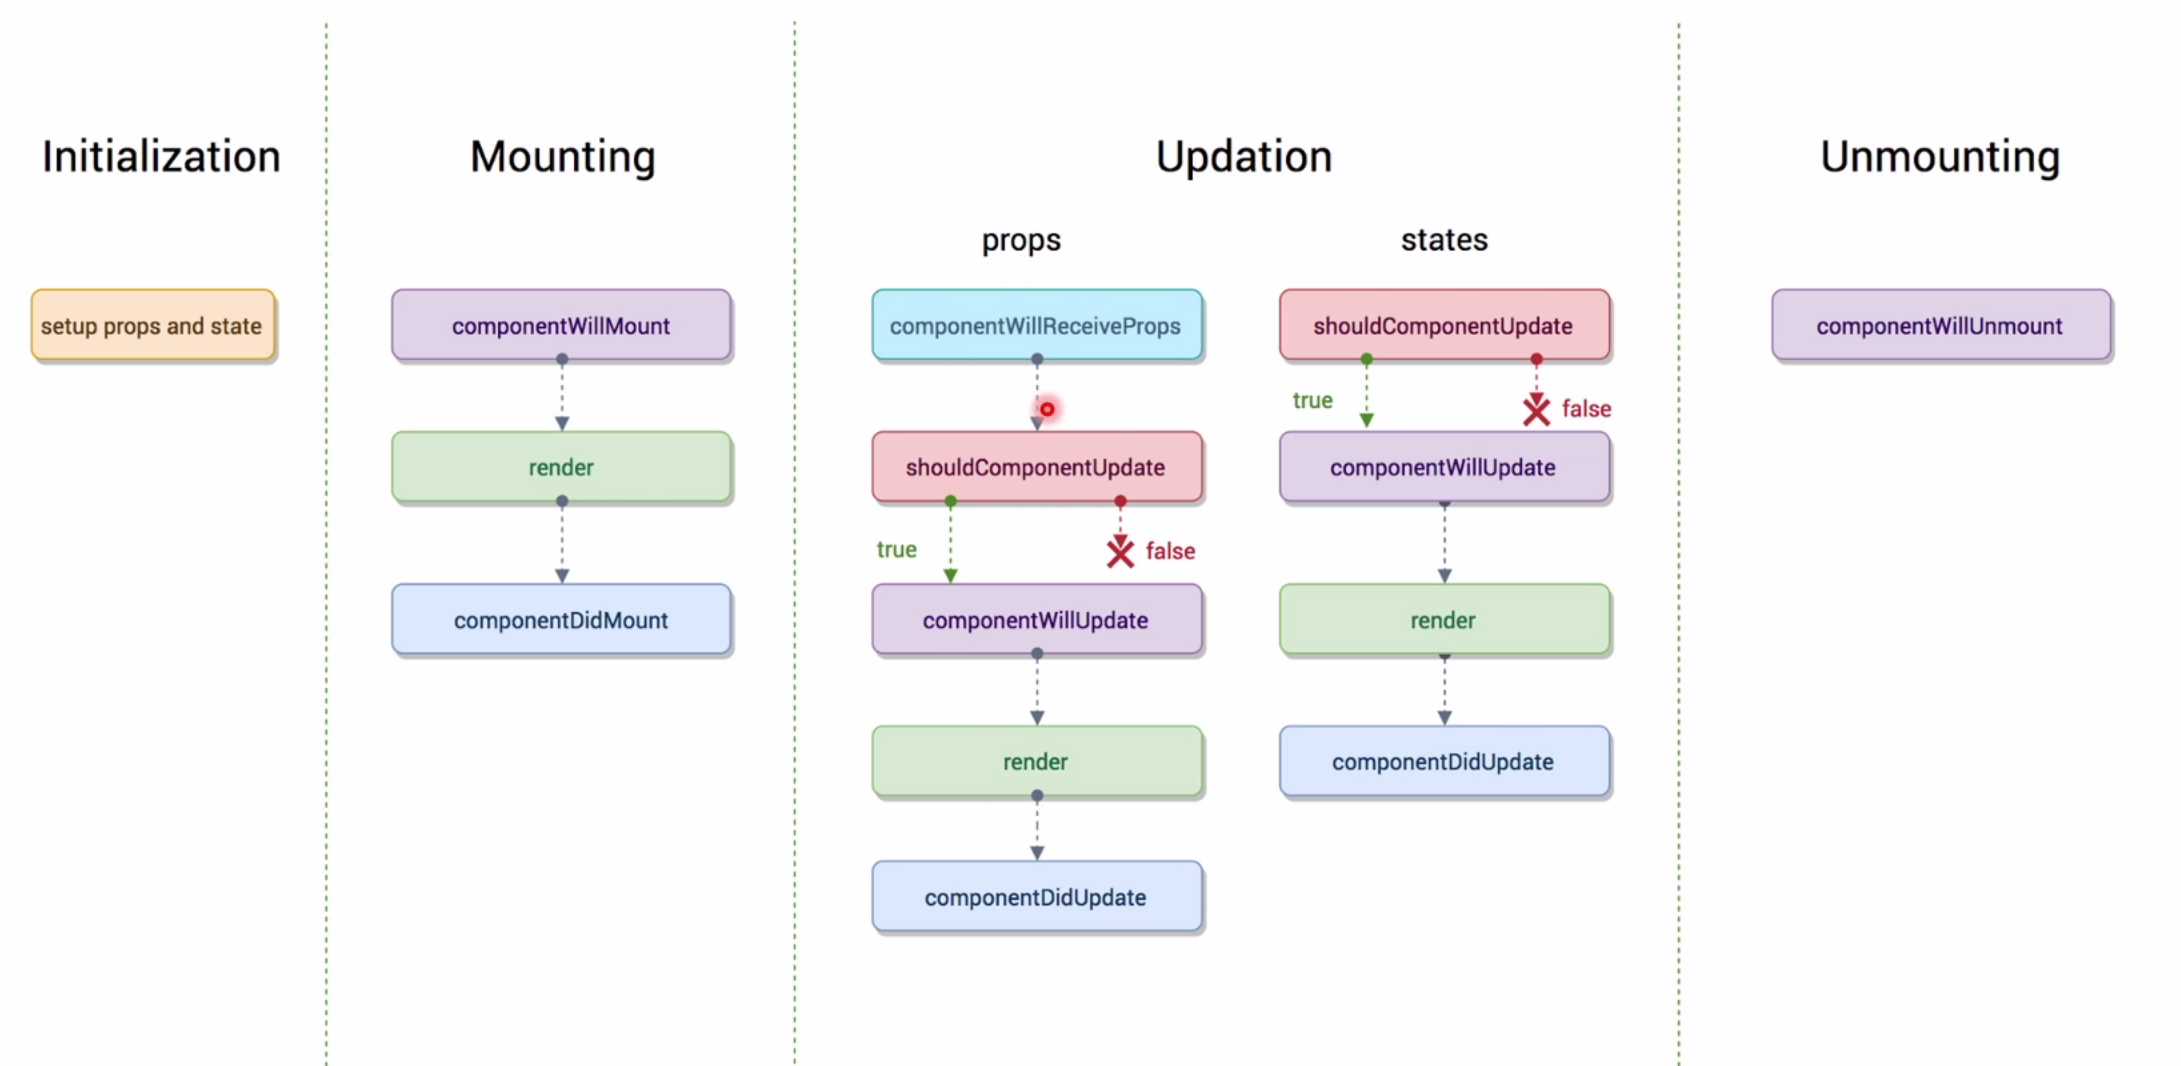 Initialization
setup props and state
Mounting
componentWillMount
render
componentDidMount
Updation
props
componentWillReceiveProps
shouldComponentUpdate
true
false
componentWillUpdate
render
componentDidUpdate
states
shouldComponentUpdate
true
false
componentWillUpdate
render
componentDidUpdate
Unmounting
componentWillUnmount